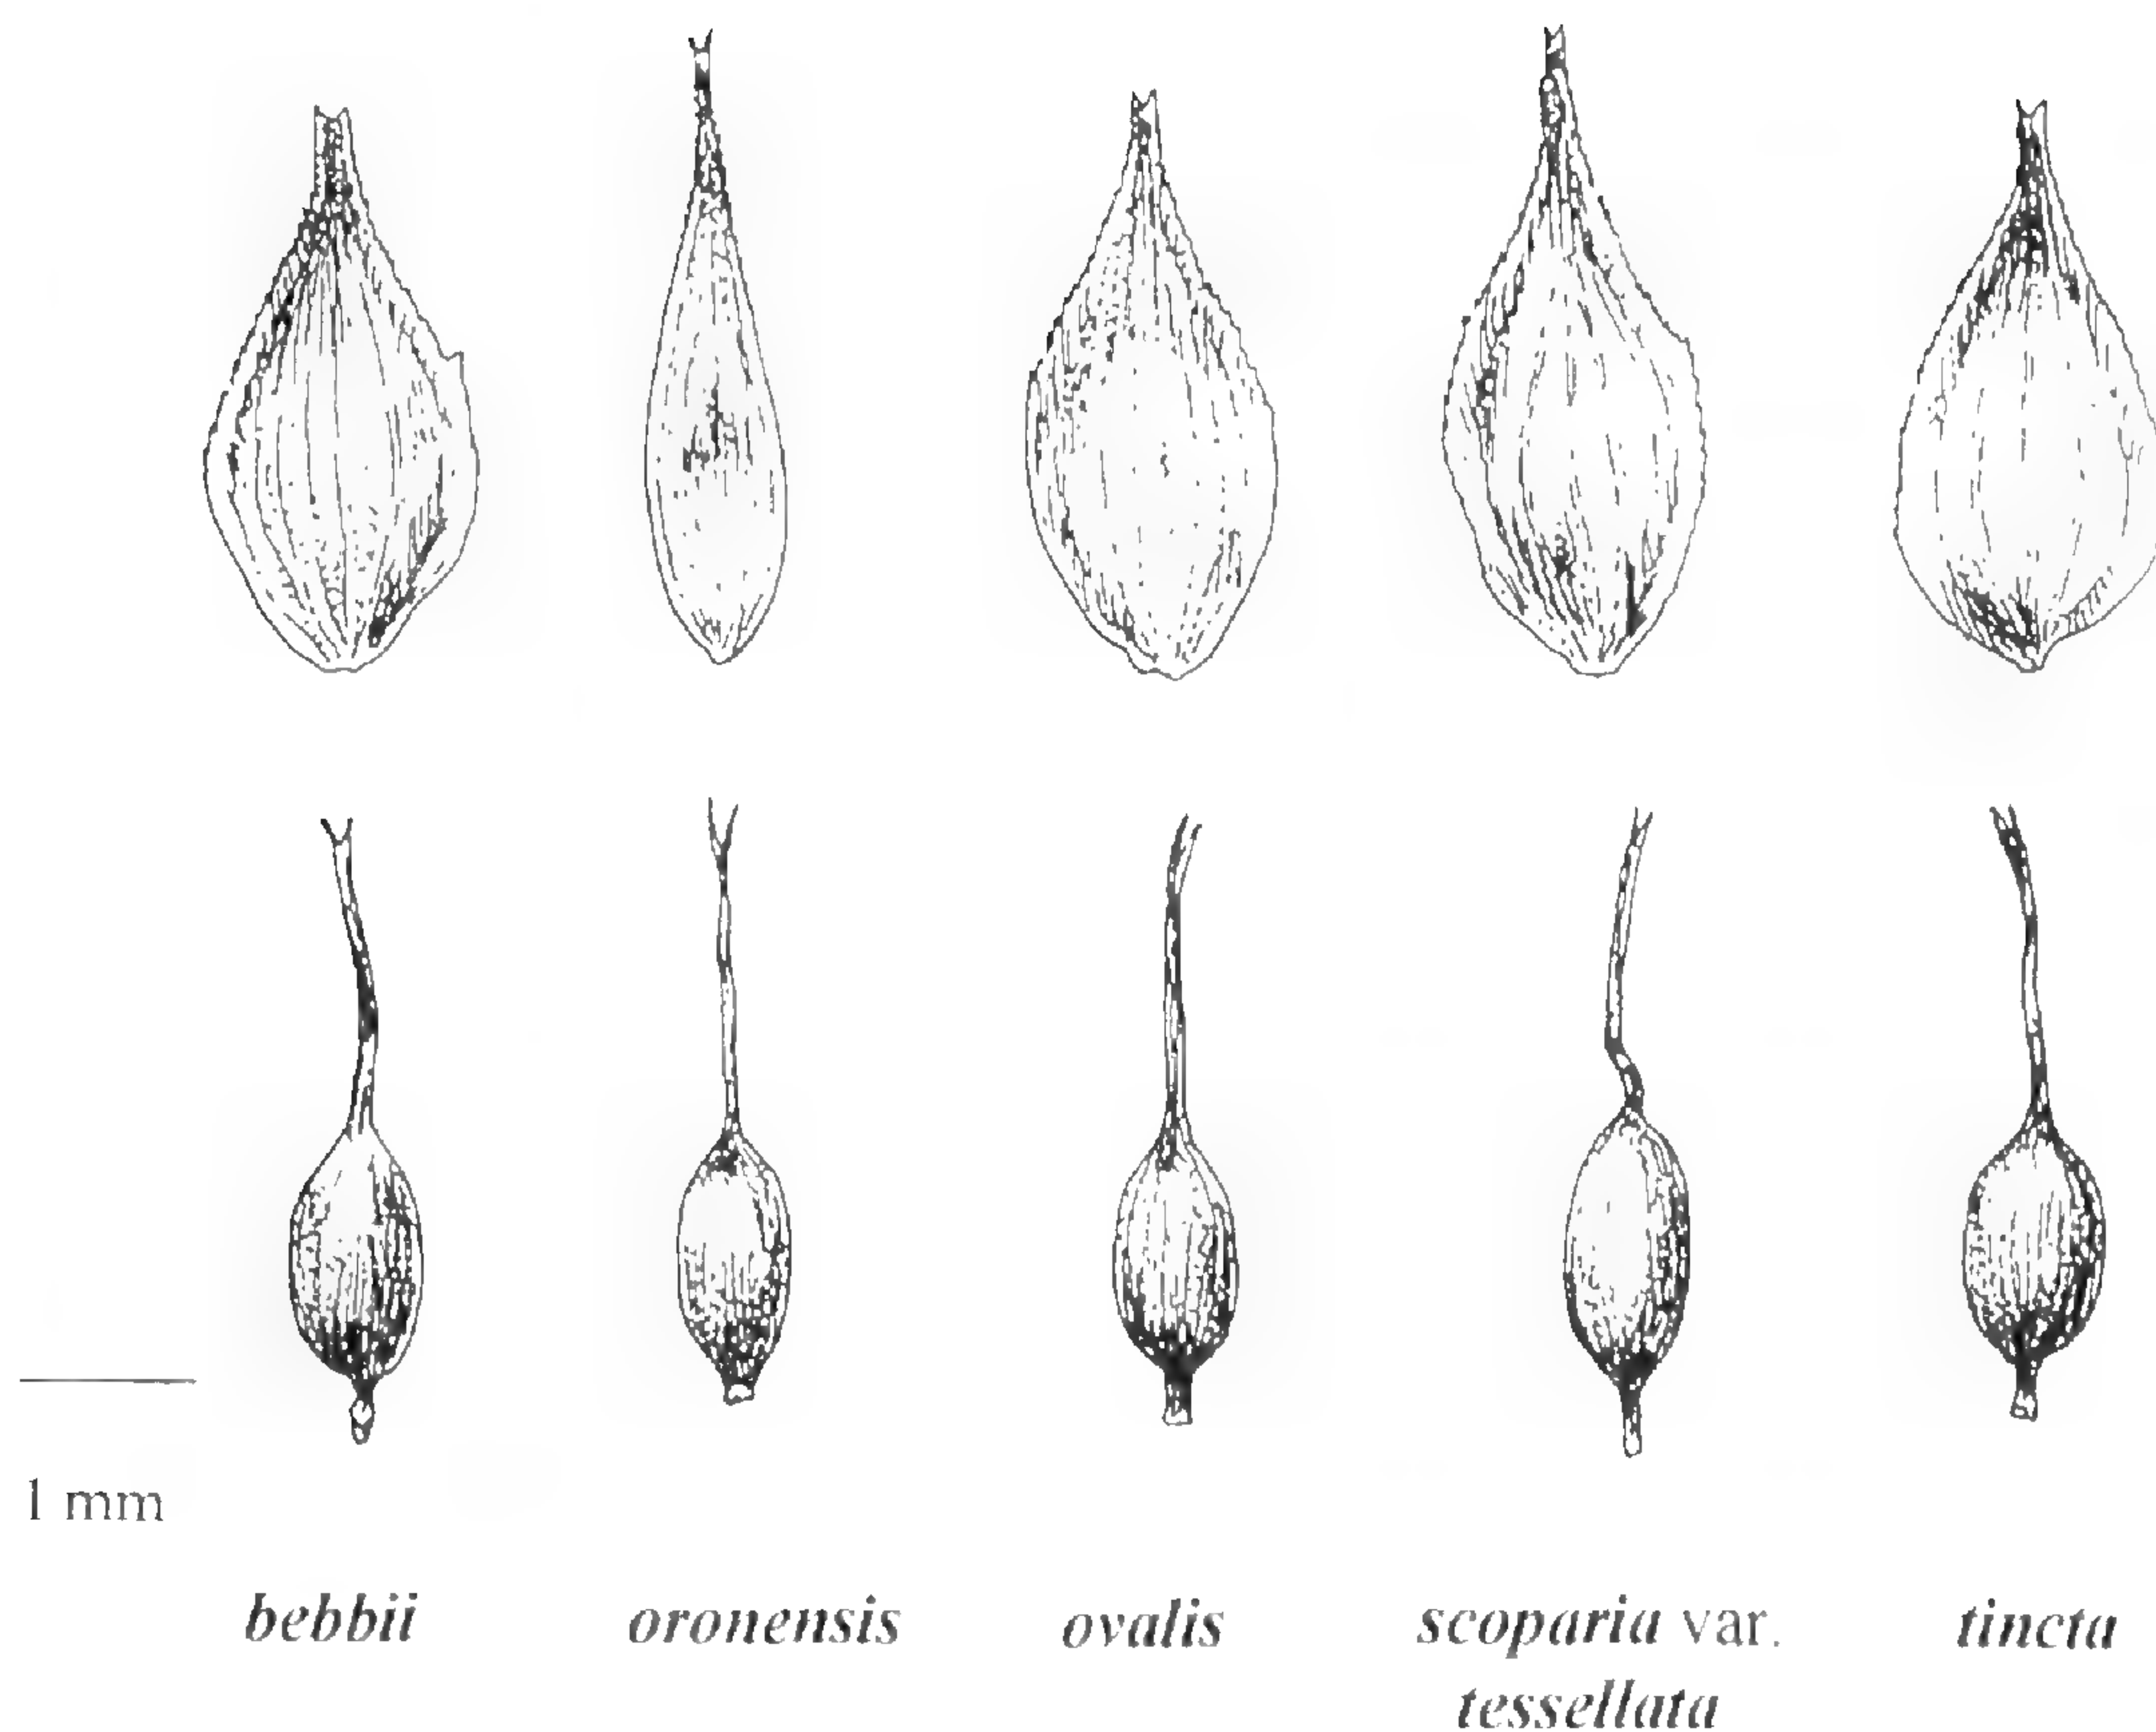 1 mm
bebbii oronensis ovalis scoparia var. tincta
tessellata